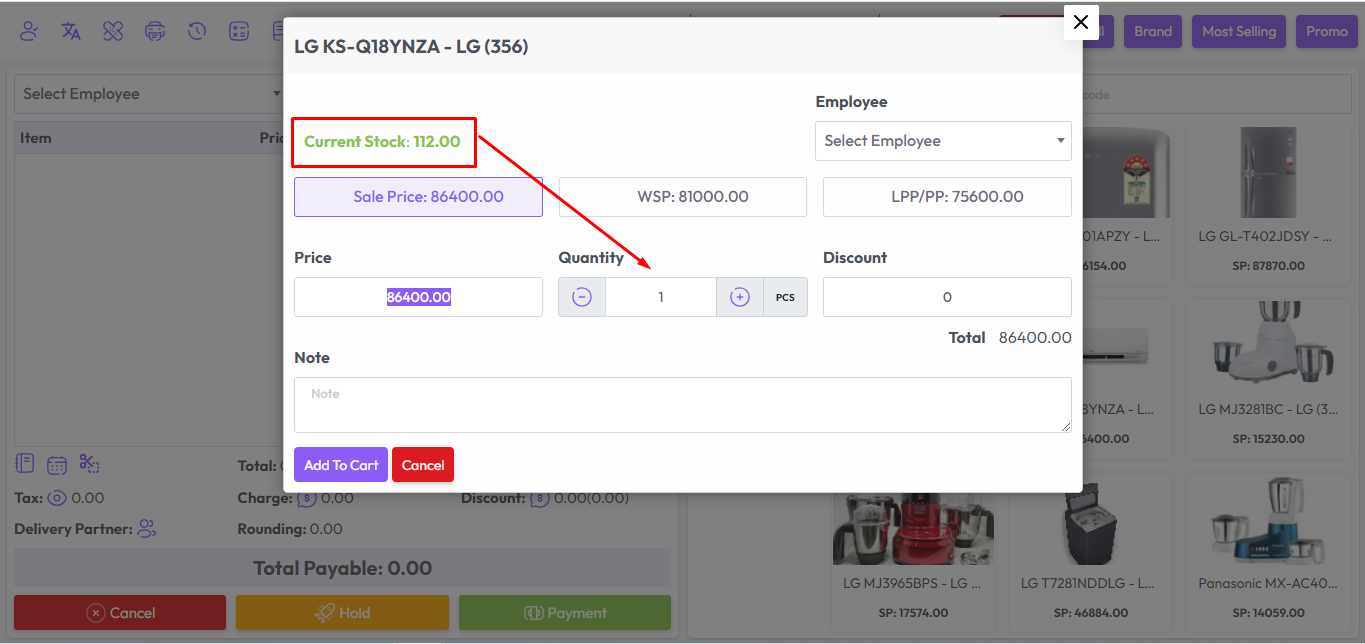 ll
Brand
Most Selling
Promo
LG KS-Q18YNZA - LG (356)
Select Employee
code
Item
Pric
Employee
Current Stock: 112.00
Select Employee
Sale Price: 86400.00
WSP: 81000.00
LPP/PP: 75600.00
Price
Quantity
Discount
86400.00
1
PCS
0
Total 86400.00
Note
Note
Add To Cart
Cancel
01APZY - L...
6154.00
LG GL-T402JDSY - ...
SP: 87870.00
8YNZA - L...
6400.00
LG MJ3281BC - LG (3...
SP: 15230.00
Total:
Tax: 0.00
Charge: 0.00
Discount: 0.00(0.00)
Delivery Partner:
Rounding: 0.00
Total Payable: 0.00
Cancel
Hold
Payment
LG MJ3965BPS - LG ...
SP: 17574.00
LG T7281NDDLG - L...
SP: 46884.00
Panasonic MX-AC40...
SP: 14059.00